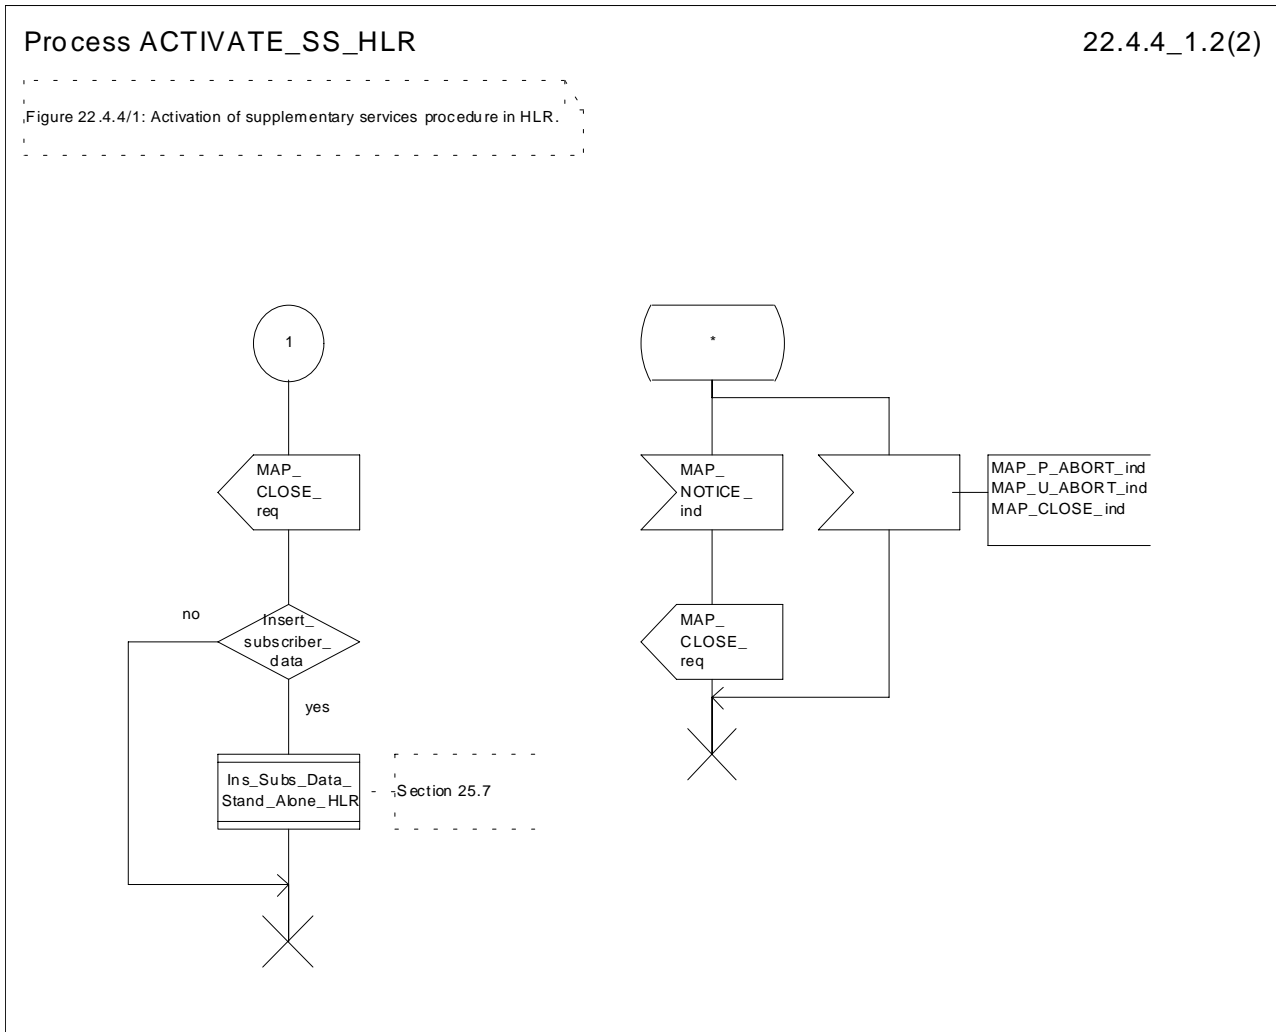 Process ACTIVATE_SS_HLR
22.4.4_1.2(2)
Figure 22.4.4/1: Activation of supplementary services procedure in HLR.
1
MAP_
CLOSE_
req
no
Insert_
subscriber_
data
yes
Ins_Subs_Data_
Stand_Alone_HLR
Section 25.7
*
MAP_
NOTICE_
ind
MAP_P_ABORT_ind
MAP_U_ABORT_ind
MAP_CLOSE_ind
MAP_
CLOSE_
req